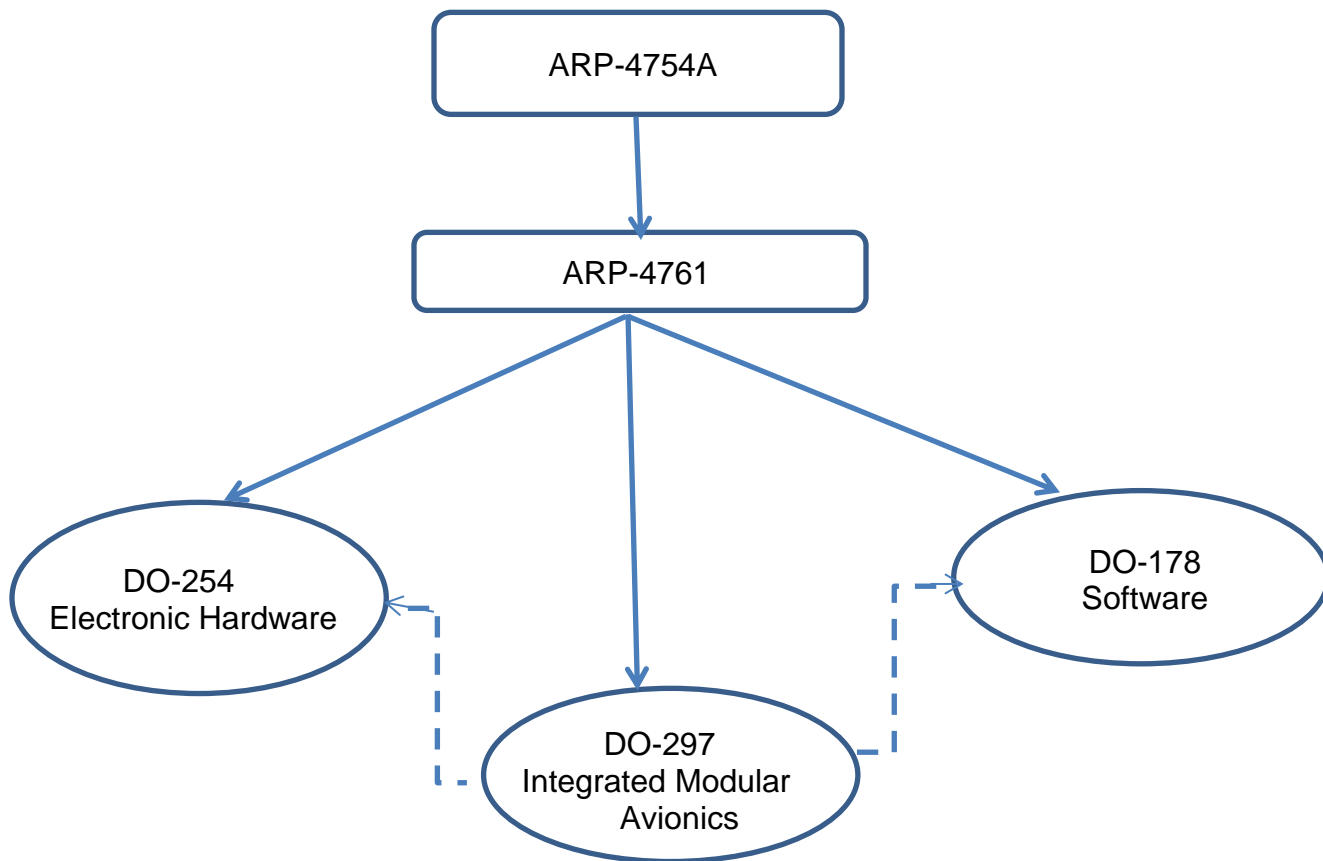 ARP-4754A
ARP-4761
DO-254
Electronic Hardware
DO-178
Software
DO-297
Integrated Modular
Avionics